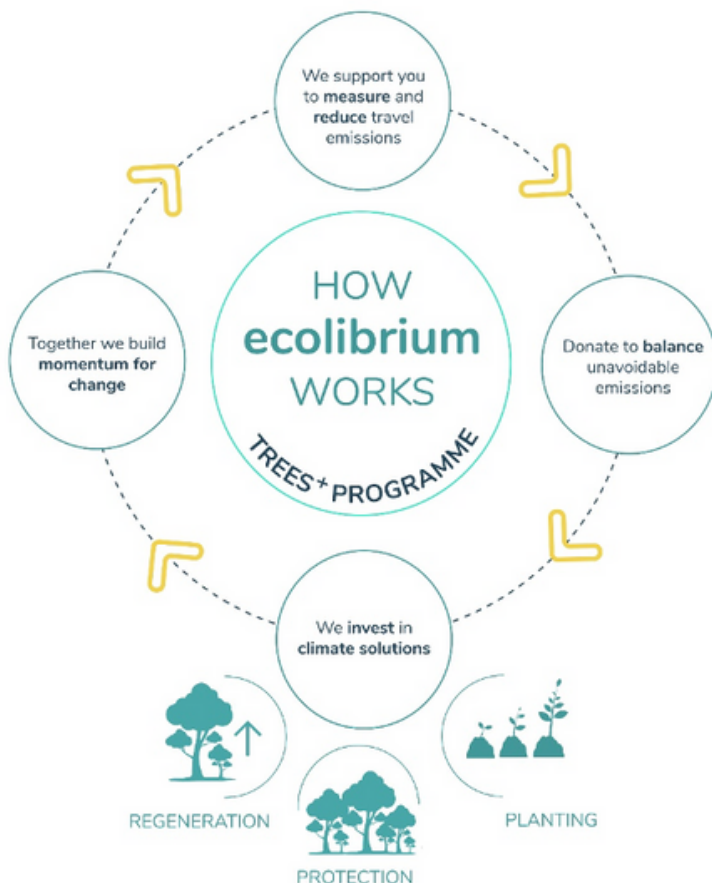 We support you
to measure and
reduce travel
emissions
Together we build
momentum for
change
HOW
ecolibrium
WORKS
TREES+ PROGRAMME
Donate to balance
unavoidable
emissions
We invest in
climate solutions
REGENERATION
PROTECTION
PLANTING